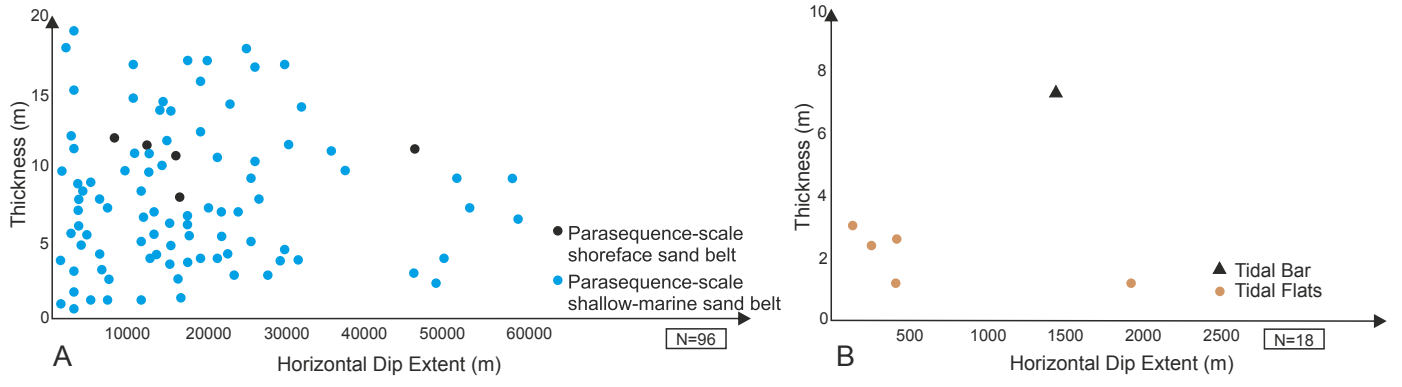 20
15
10
5
0
Thickness (m)
10000 20000 30000 40000 50000 60000
Horizontal Dip Extent (m)
Parasequence-scale
shoreface sand belt
Parasequence-scale
shallow-marine sand belt
N=96
A
10
8
6
4
2
0
Thickness (m)
500 1000 1500 2000 2500
Horizontal Dip Extent (m)
Tidal Bar
Tidal Flats
N=18
B